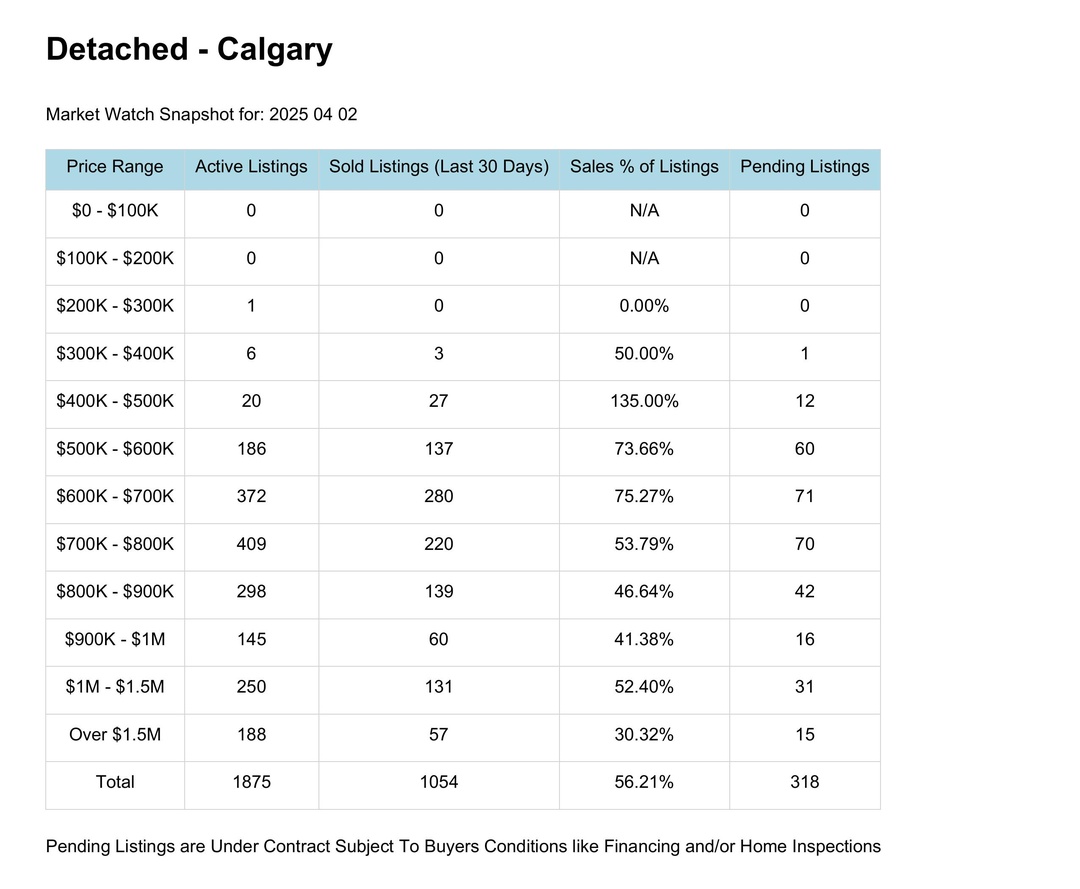 Detached - Calgary
Market Watch Snapshot for: 2025 04 02
Price Range Active Listings Sold Listings (Last 30 Days) Sales % of Listings Pending Listings
$0 - $100K 0 0 N/A 0
$100K - $200K 0 0 N/A 0
$200K - $300K 1 0 0.00% 0
$300K - $400K 6 3 50.00% 1
$400K - $500K 20 27 135.00% 12
$500K - $600K 186 137 73.66% 60
$600K - $700K 372 280 75.27% 71
$700K - $800K 409 220 53.79% 70
$800K - $900K 298 139 46.64% 42
$900K - $1M 145 60 41.38% 16
$1M - $1.5M 250 131 52.40% 31
Over $1.5M 188 57 30.32% 15
Total 1875 1054 56.21% 318
Pending Listings are Under Contract Subject To Buyers Conditions like Financing and/or Home Inspections